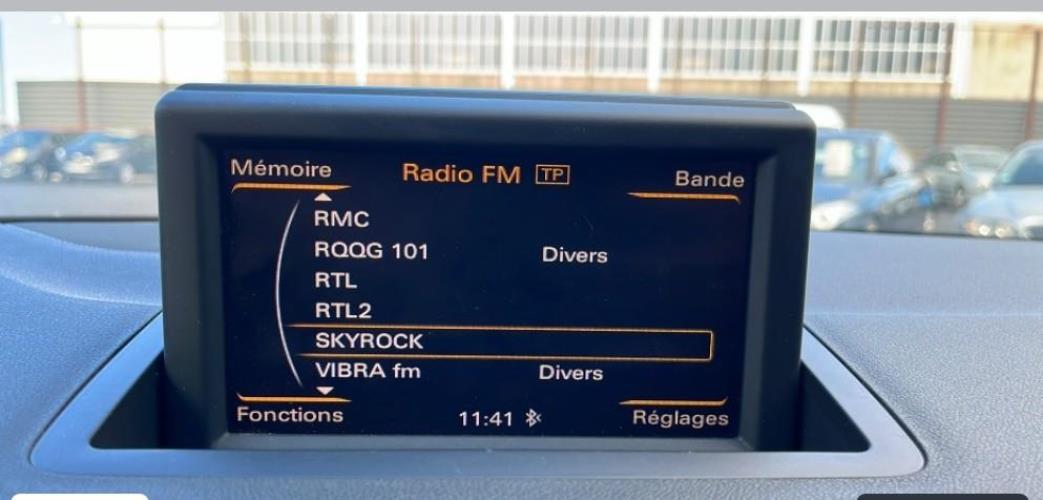 Mémoire Radio FM TP Bande
RMC
RQQG 101 Divers
RTL
RTL2
SKYROCK
VIBRA fm Divers
Fonctions 11:41 Réglages